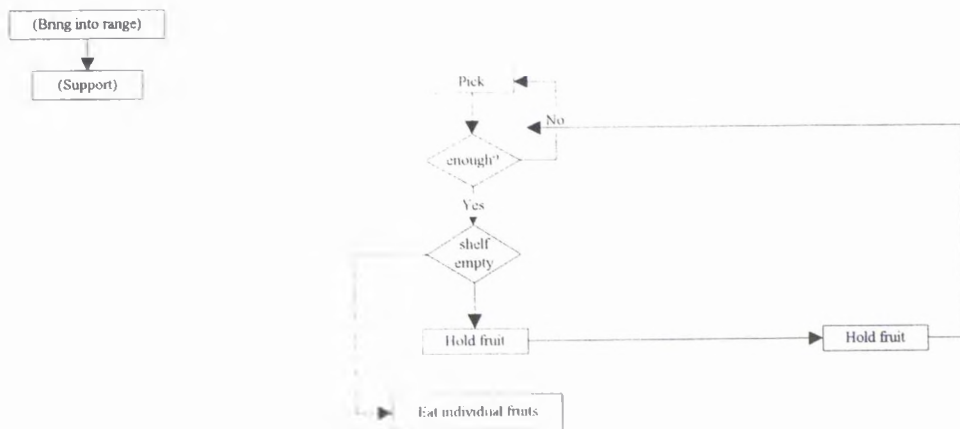 (Bring into range)
(Support)
Pick
No
enough?
Yes
shelf
empty
Hold fruit
Hold fruit
Eat individual fruits